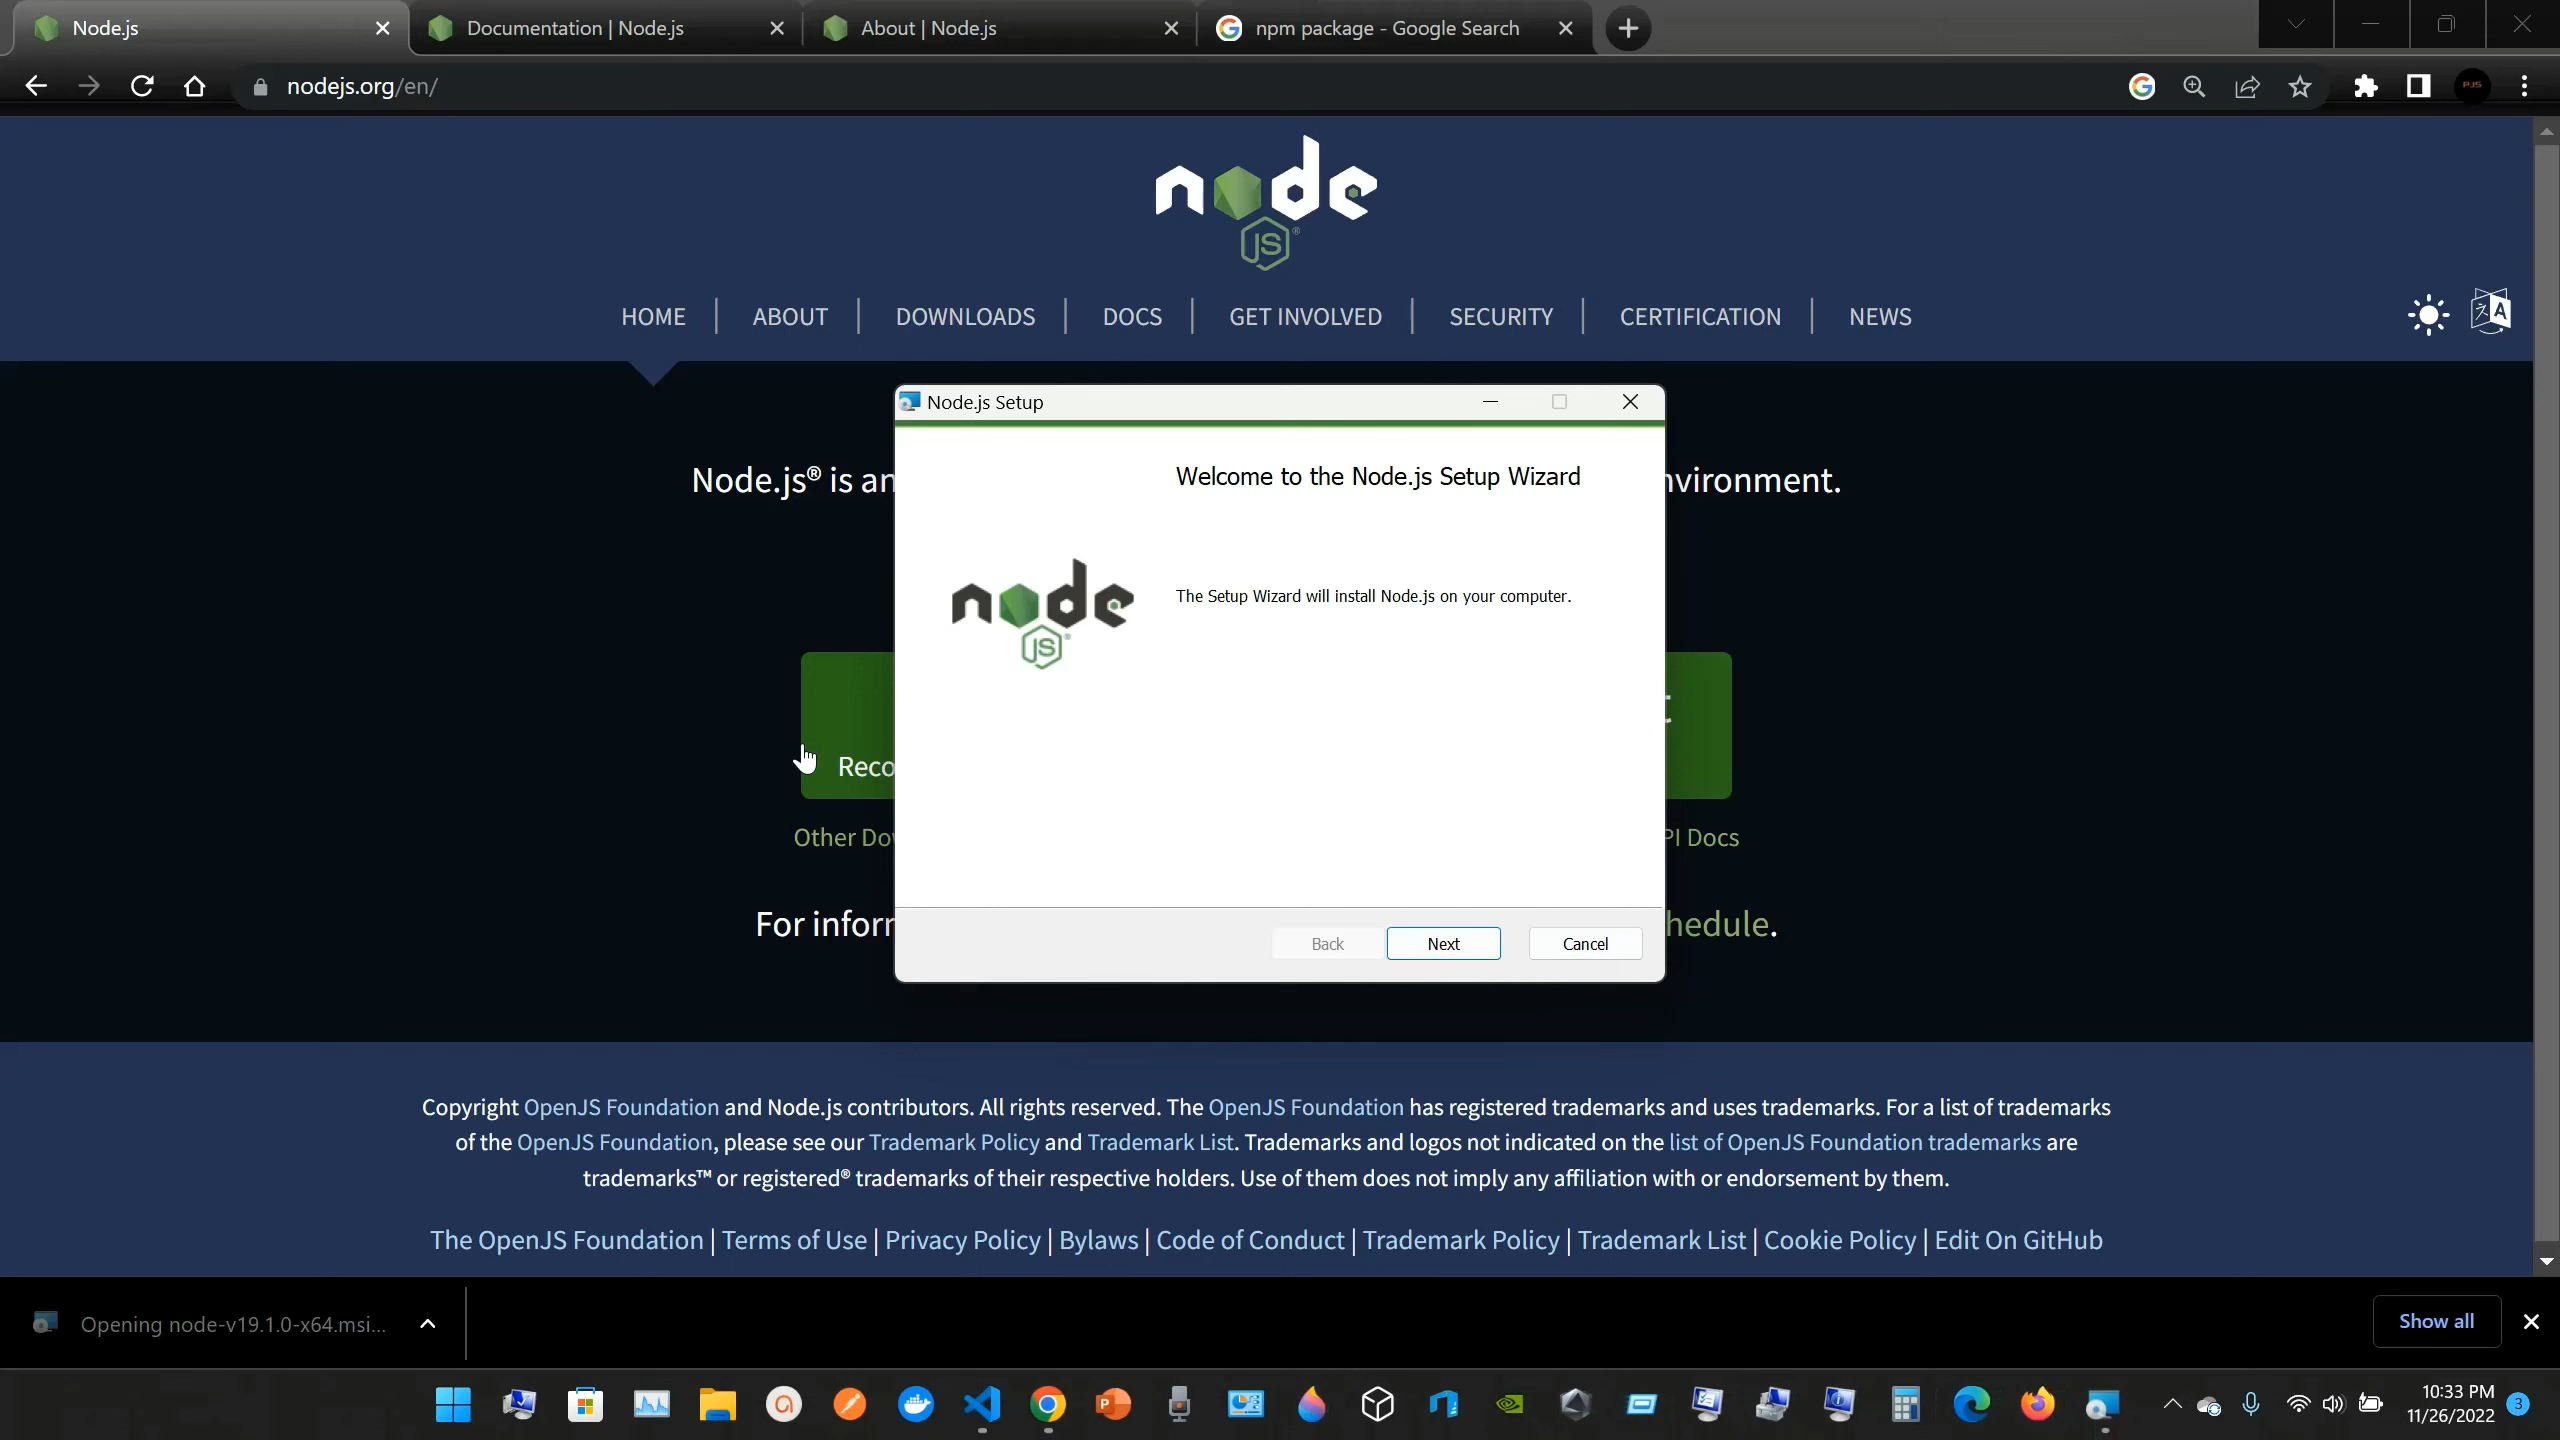 Node.js
Documentation | Node.js
About | Node.js
npm package - Google Search
nodejs.org/en/
PJS
node
JS®
HOME
ABOUT
DOWNLOADS
DOCS
GET INVOLVED
SECURITY
CERTIFICATION
NEWS
Node.js Setup
Welcome to the Node.js Setup Wizard
Node.js® is an
nvironment.
node
JS®
The Setup Wizard will install Node.js on your computer.
Reco
Other Do
PI Docs
For infor
hedule.
Back
Next
Cancel
Copyright OpenJS Foundation and Node.js contributors. All rights reserved. The OpenJS Foundation has registered trademarks and uses trademarks. For a list of trademarks
of the OpenJS Foundation, please see our Trademark Policy and Trademark List. Trademarks and logos not indicated on the list of OpenJS Foundation trademarks are
trademarks™ or registered® trademarks of their respective holders. Use of them does not imply any affiliation with or endorsement by them.
The OpenJS Foundation | Terms of Use | Privacy Policy | Bylaws | Code of Conduct | Trademark Policy | Trademark List | Cookie Policy | Edit On GitHub
Opening node-v19.1.0-x64.msi...
Show all
10:33 PM
11/26/2022
3